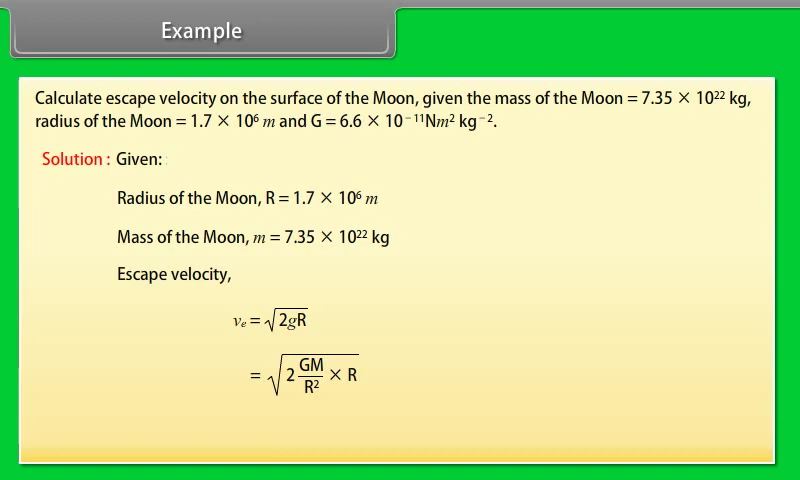 Example
Calculate escape velocity on the surface of the Moon, given the mass of the Moon = 7.35 × 10²² kg,
radius of the Moon = 1.7 × 10⁶ m and G = 6.6 × 10⁻¹¹Nm² kg⁻².
Solution : Given:
Radius of the Moon, R = 1.7 × 10⁶ m
Mass of the Moon, m = 7.35 × 10²² kg
Escape velocity,
vₑ = √(2gR)
= √(2 GM/R² × R)